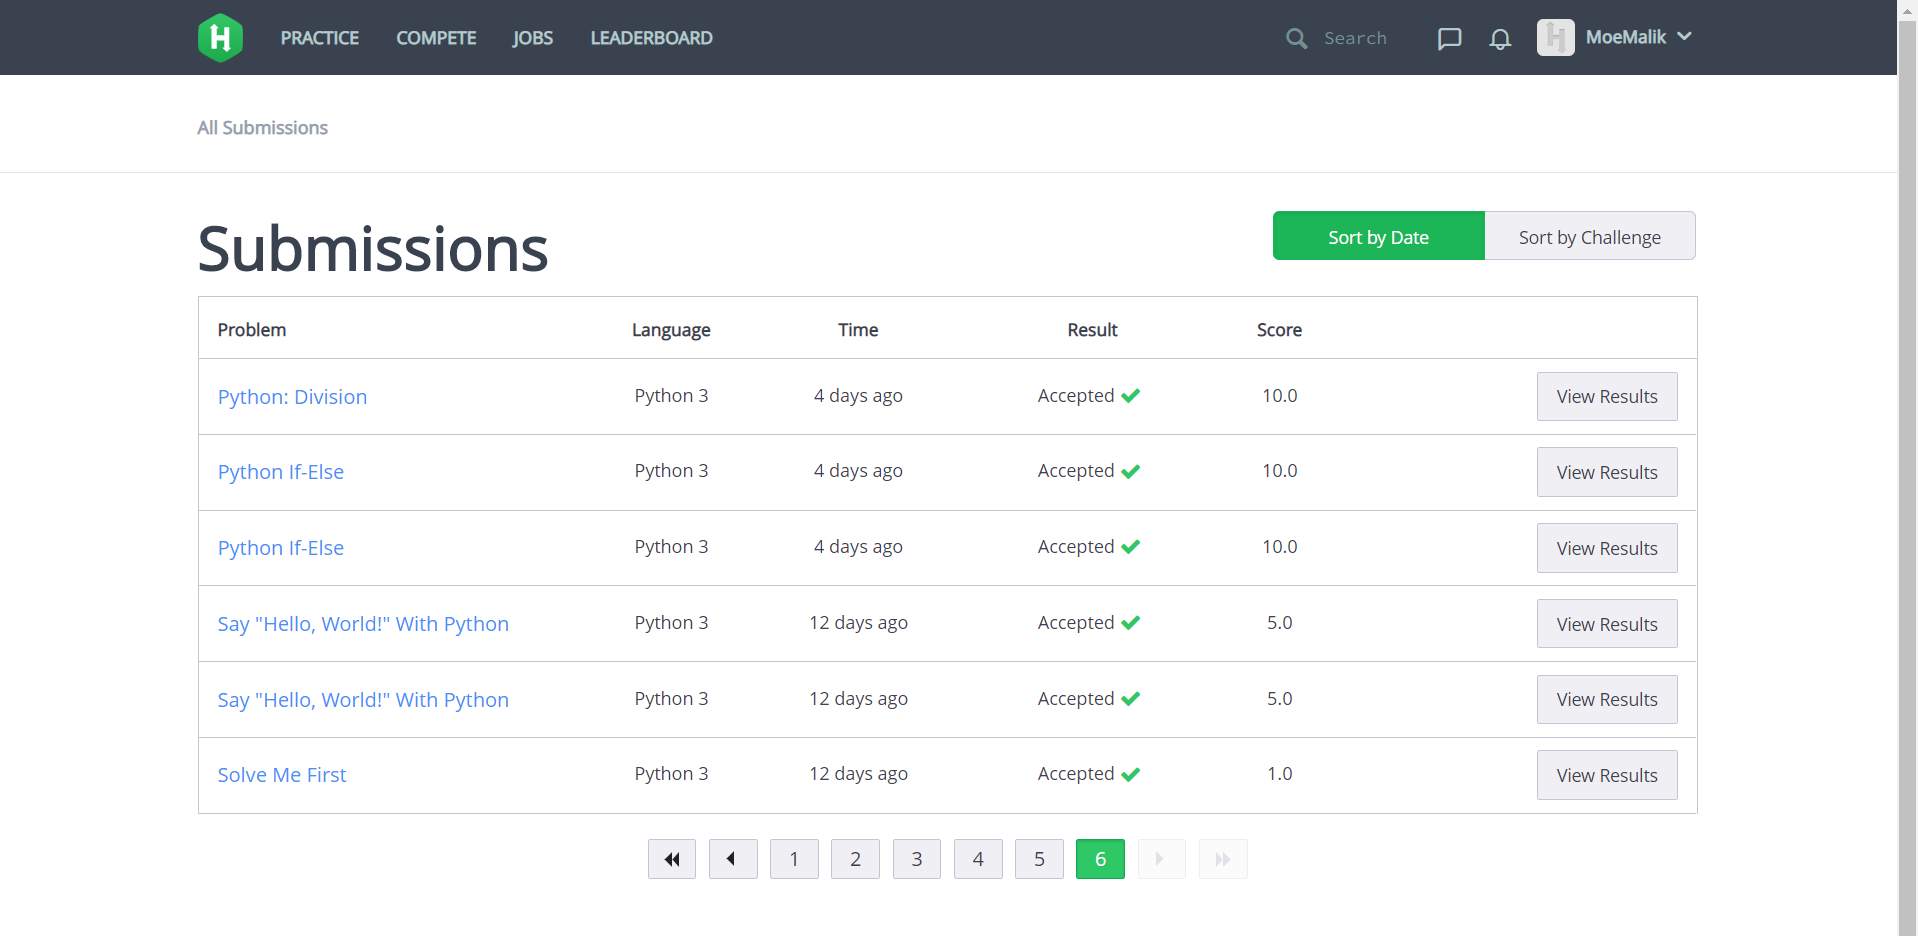 H PRACTICE COMPETE JOBS LEADERBOARD Search H MoeMalik
All Submissions
Submissions
Sort by Date Sort by Challenge
Problem Language Time Result Score
Python: Division Python 3 4 days ago Accepted 10.0 View Results
Python If-Else Python 3 4 days ago Accepted 10.0 View Results
Python If-Else Python 3 4 days ago Accepted 10.0 View Results
Say "Hello, World!" With Python Python 3 12 days ago Accepted 5.0 View Results
Say "Hello, World!" With Python Python 3 12 days ago Accepted 5.0 View Results
Solve Me First Python 3 12 days ago Accepted 1.0 View Results
1 2 3 4 5 6